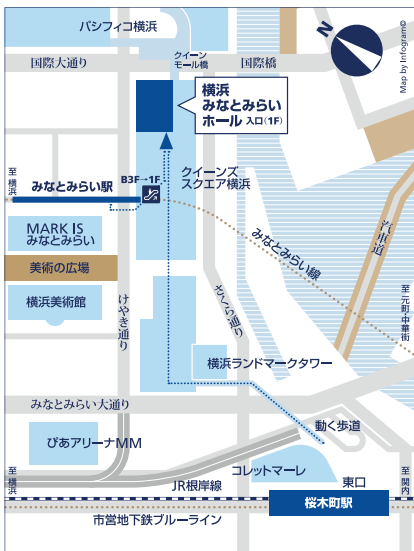 パシフィコ横浜
Map by Infogram©
N
クイーン
モール橋
国際大通り
国際橋
横浜
みなとみらい
ホール 入口(1F)
至横浜
みなとみらい駅
B3F→1F
クイーンズ
スクエア横浜
MARK IS
みなとみらい
みなとみらい線
汽車道
美術の広場
横浜美術館
けやき通り
さくら通り
至元町・中華街
横浜ランドマークタワー
みなとみらい大通り
動く歩道
ぴあアリーナMM
コレットマーレ
至横浜
JR根岸線
東口
至関内
桜木町駅
市営地下鉄ブルーライン